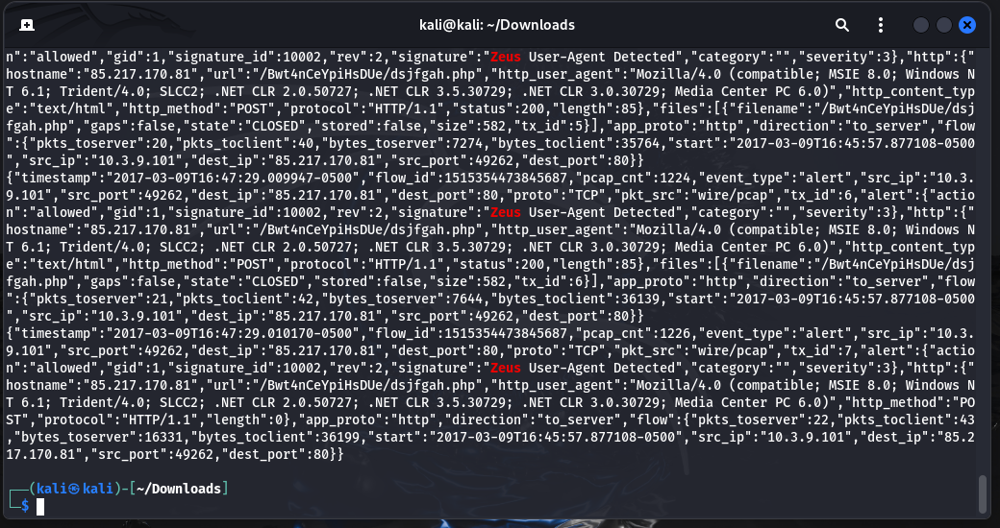 kali@kali: ~/Downloads
n":"allowed","gid":1,"signature_id":10002,"rev":2,"signature":"Zeus User-Agent Detected","category":"","severity":3},"http":{"
hostname":"85.217.170.81","url":"/Bwt4nCeYpiHsDUe/dsjfgah.php","http_user_agent":"Mozilla/4.0 (compatible; MSIE 8.0; Windows N
T 6.1; Trident/4.0; SLCC2; .NET CLR 2.0.50727; .NET CLR 3.5.30729; .NET CLR 3.0.30729; Media Center PC 6.0)","http_content_typ
e":"text/html","http_method":"POST","protocol":"HTTP/1.1","status":200,"length":85},"files":[{"filename":"/Bwt4nCeYpiHsDUe/dsj
fgah.php","gaps":false,"state":"CLOSED","stored":false,"size":582,"tx_id":5}],"app_proto":"http","direction":"to_server","flow
":{"pkts_toserver":20,"pkts_toclient":40,"bytes_toserver":7274,"bytes_toclient":35764,"start":"2017-03-09T16:45:57.877108-0500
","src_ip":"10.3.9.101","dest_ip":"85.217.170.81","src_port":49262,"dest_port":80}}
{"timestamp":"2017-03-09T16:47:29.009947-0500","flow_id":1515354473845687,"pcap_cnt":1224,"event_type":"alert","src_ip":"10.3.
9.101","src_port":49262,"dest_ip":"85.217.170.81","dest_port":80,"proto":"TCP","pkt_src":"wire/pcap","tx_id":6,"alert":{"actio
n":"allowed","gid":1,"signature_id":10002,"rev":2,"signature":"Zeus User-Agent Detected","category":"","severity":3},"http":{"
hostname":"85.217.170.81","url":"/Bwt4nCeYpiHsDUe/dsjfgah.php","http_user_agent":"Mozilla/4.0 (compatible; MSIE 8.0; Windows N
T 6.1; Trident/4.0; SLCC2; .NET CLR 2.0.50727; .NET CLR 3.5.30729; .NET CLR 3.0.30729; Media Center PC 6.0)","http_content_typ
e":"text/html","http_method":"POST","protocol":"HTTP/1.1","status":200,"length":85},"files":[{"filename":"/Bwt4nCeYpiHsDUe/dsj
fgah.php","gaps":false,"state":"CLOSED","stored":false,"size":582,"tx_id":6}],"app_proto":"http","direction":"to_server","flow
":{"pkts_toserver":21,"pkts_toclient":42,"bytes_toserver":7644,"bytes_toclient":36139,"start":"2017-03-09T16:45:57.877108-0500
","src_ip":"10.3.9.101","dest_ip":"85.217.170.81","src_port":49262,"dest_port":80}}
{"timestamp":"2017-03-09T16:47:29.010170-0500","flow_id":1515354473845687,"pcap_cnt":1226,"event_type":"alert","src_ip":"10.3.
9.101","src_port":49262,"dest_ip":"85.217.170.81","dest_port":80,"proto":"TCP","pkt_src":"wire/pcap","tx_id":7,"alert":{"actio
n":"allowed","gid":1,"signature_id":10002,"rev":2,"signature":"Zeus User-Agent Detected","category":"","severity":3},"http":{"
hostname":"85.217.170.81","url":"/Bwt4nCeYpiHsDUe/dsjfgah.php","http_user_agent":"Mozilla/4.0 (compatible; MSIE 8.0; Windows N
T 6.1; Trident/4.0; SLCC2; .NET CLR 2.0.50727; .NET CLR 3.5.30729; .NET CLR 3.0.30729; Media Center PC 6.0)","http_method":"PO
ST","protocol":"HTTP/1.1","length":0},"app_proto":"http","direction":"to_server","flow":{"pkts_toserver":22,"pkts_toclient":43
,"bytes_toserver":16331,"bytes_toclient":36199,"start":"2017-03-09T16:45:57.877108-0500","src_ip":"10.3.9.101","dest_ip":"85.2
17.170.81","src_port":49262,"dest_port":80}}
┌──(kali㉿kali)-[~/Downloads]
└─$